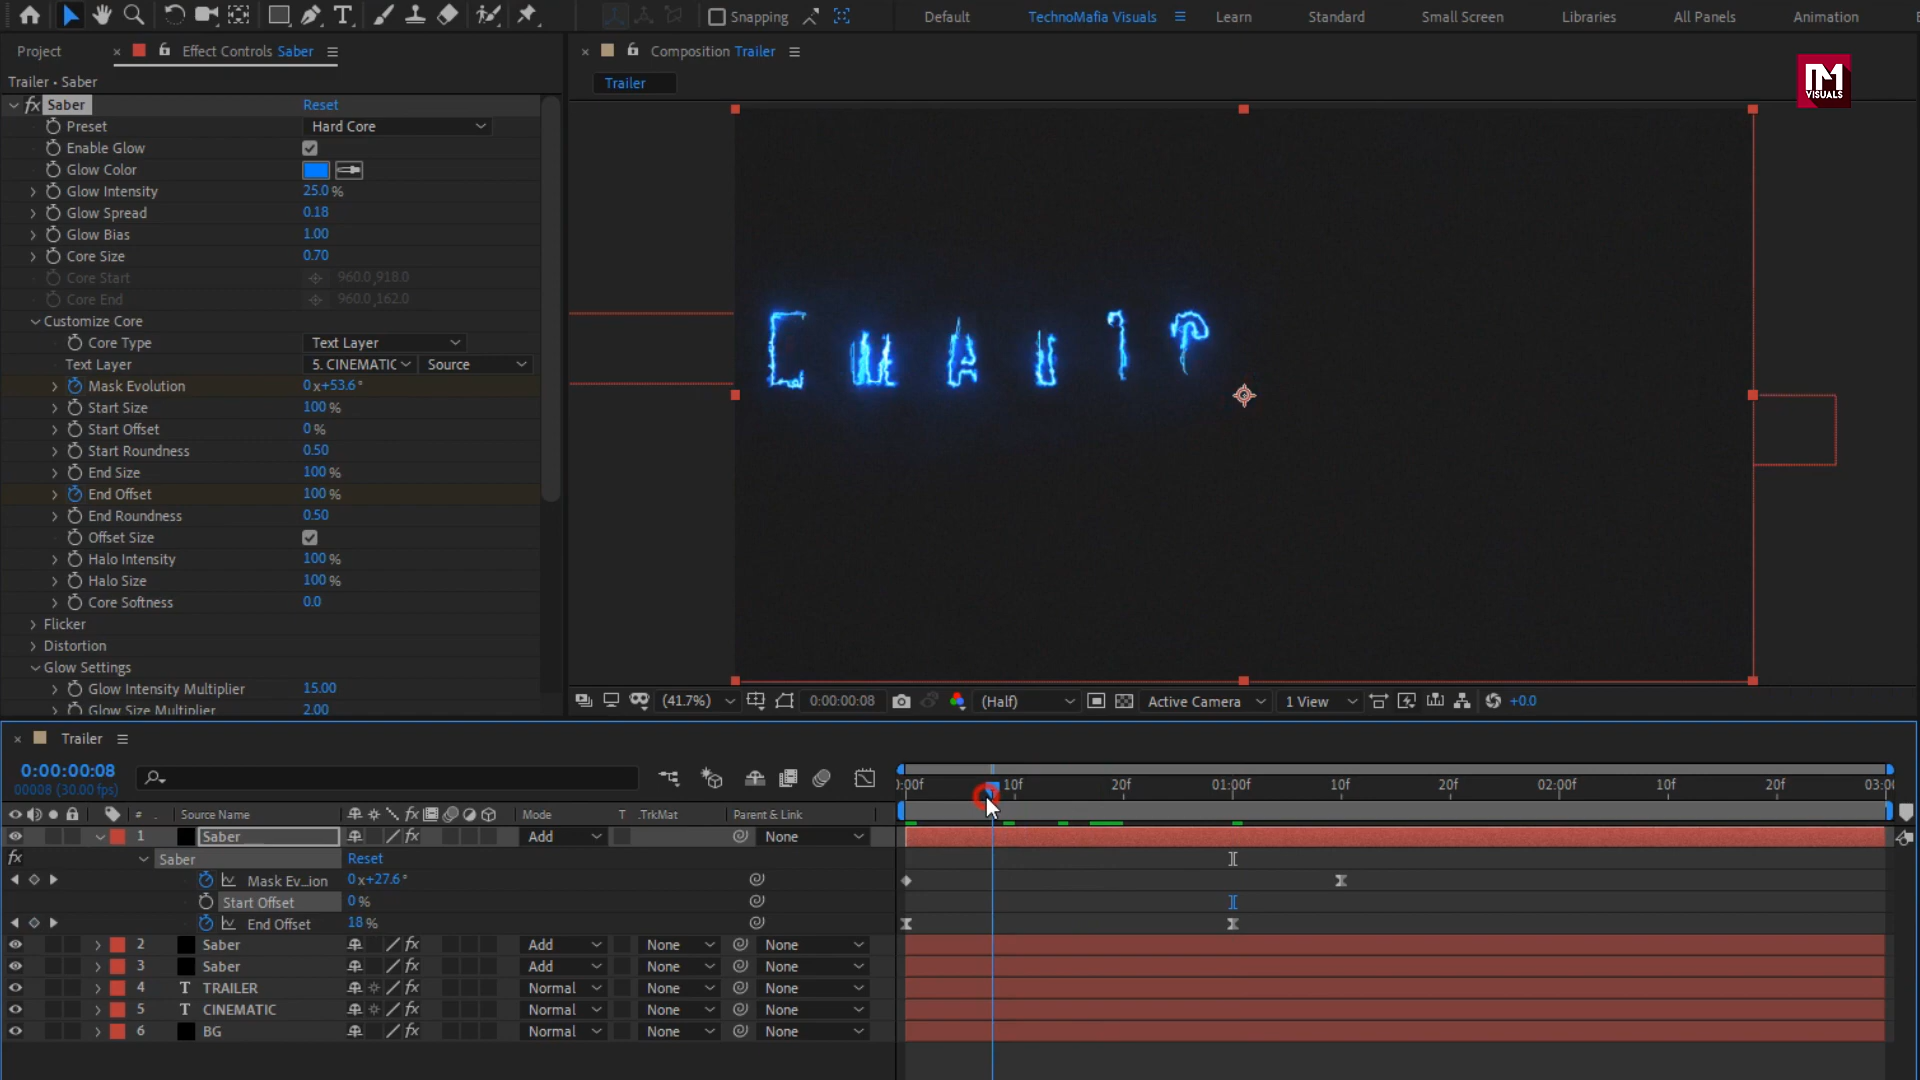 Snapping
Default
TechnoMafia Visuals
Learn
Standard
Small Screen
Libraries
All Panels
Animation
Project
Effect Controls Saber
Composition Trailer
VISUALS
Trailer • Saber
Trailer
fx Saber Reset
Preset Hard Core
Enable Glow
Glow Color
Glow Intensity 25.0 %
Glow Spread 0.18
Glow Bias 1.00
Core Size 0.70
Core Start 960.0,918.0
Core End 960.0,162.0
Customize Core
Core Type Text Layer
Text Layer 5. CINEMATIC Source
Mask Evolution 0 x+53.6 °
Start Size 100 %
Start Offset 0 %
Start Roundness 0.50
End Size 100 %
End Offset 100 %
End Roundness 0.50
Offset Size
Halo Intensity 100 %
Halo Size 100 %
Core Softness 0.0
Flicker
Distortion
Glow Settings
Glow Intensity Multiplier 15.00
Glow Size Multiplier 2.00
(41.7%) 0:00:00:08 (Half) Active Camera 1 View +0.0
Trailer
0:00:00:08
00008 (30.00 fps)
:00f 10f 20f 01:00f 10f 20f 02:00f 10f 20f 03:00
# . Source Name Mode T .TrkMat Parent & Link
1 Saber Add None
fx Saber Reset
Mask Ev...ion 0 x+27.6 °
Start Offset 0 %
End Offset 18 %
2 Saber Add None None
3 Saber Add None None
4 T TRAILER Normal None None
5 T CINEMATIC Normal None None
6 BG Normal None None